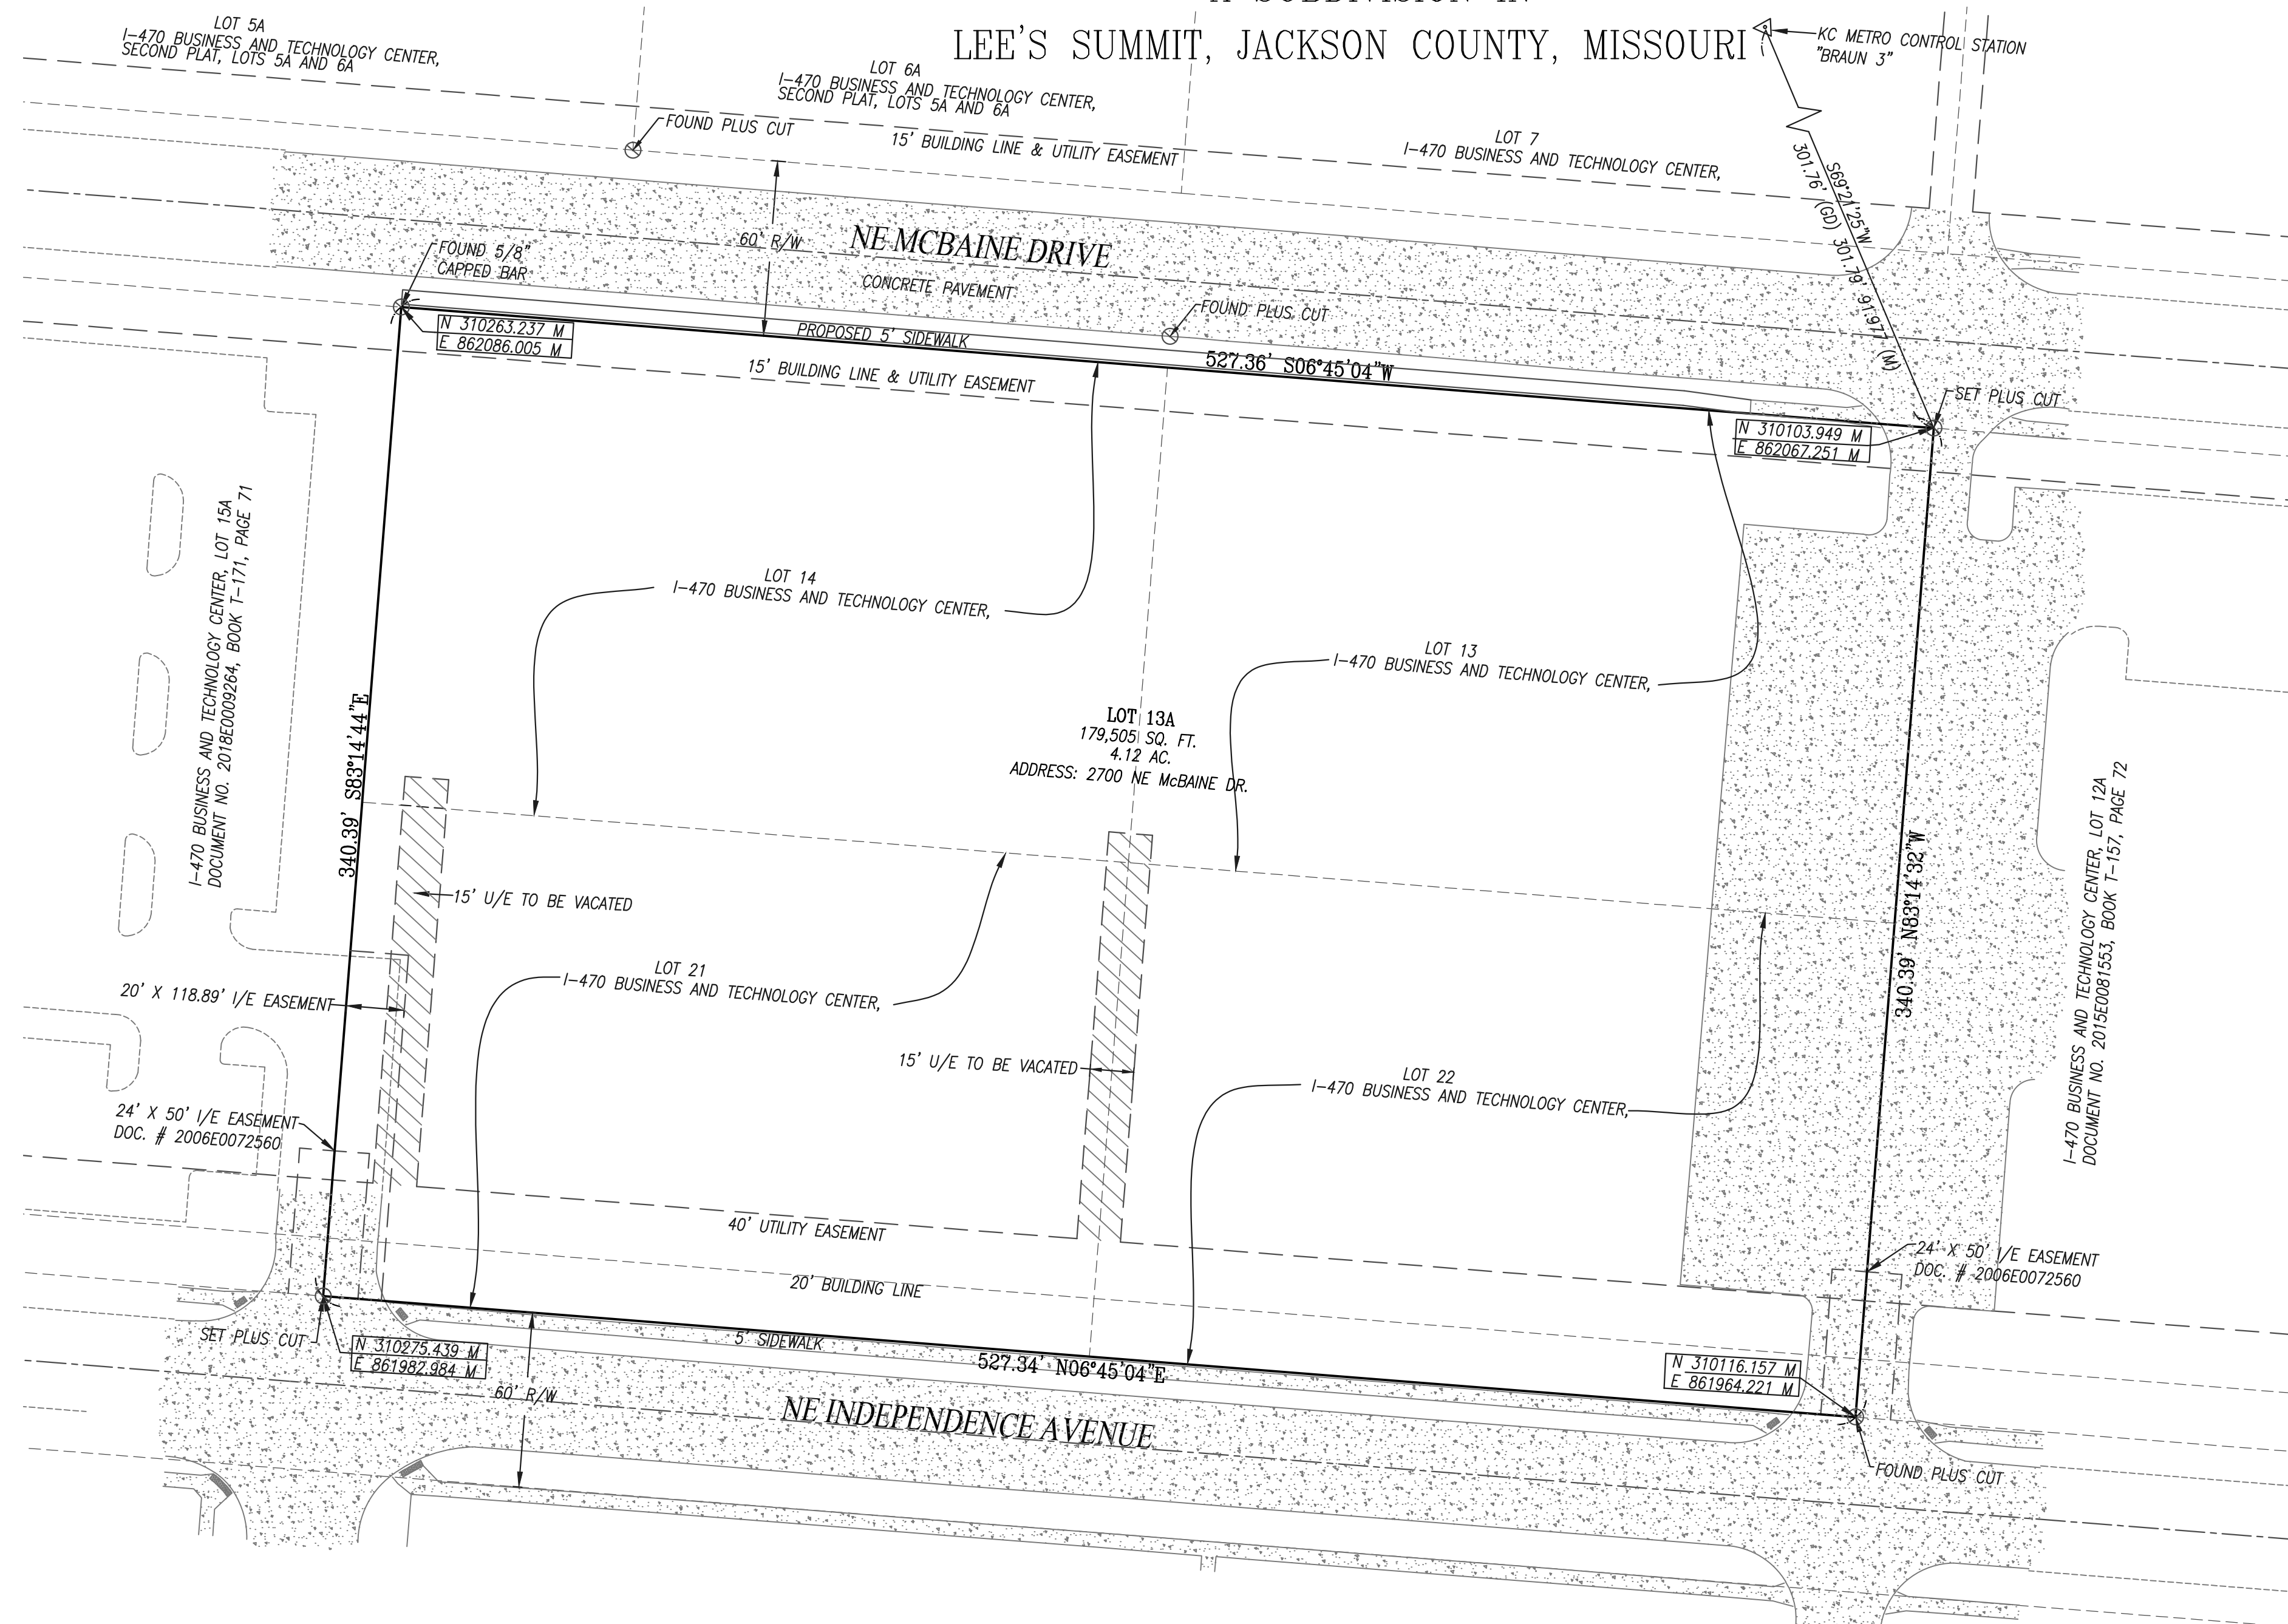 LEE'S SUMMIT, JACKSON COUNTY, MISSOURI
KC METRO CONTROL STATION
"BRAUN 3"
LOT 5A
I-470 BUSINESS AND TECHNOLOGY CENTER,
SECOND PLAT, LOTS 5A AND 6A
LOT 6A
I-470 BUSINESS AND TECHNOLOGY CENTER,
SECOND PLAT, LOTS 5A AND 6A
FOUND PLUS CUT
15' BUILDING LINE & UTILITY EASEMENT
LOT 7
I-470 BUSINESS AND TECHNOLOGY CENTER,
S69°21'25"W
301.76' (GD) 301.79' 91.977 (M)
60' R/W
NE MCBAINE DRIVE
CONCRETE PAVEMENT
FOUND 5/8"
CAPPED BAR
FOUND PLUS CUT
N 310263.237 M
E 862086.005 M
PROPOSED 5' SIDEWALK
527.36' S06°45'04"W
15' BUILDING LINE & UTILITY EASEMENT
SET PLUS CUT
N 310103.949 M
E 862067.251 M
I-470 BUSINESS AND TECHNOLOGY CENTER, LOT 15A
DOCUMENT NO. 2018E0009264, BOOK T-171, PAGE 71
340.39' S83°14'44"E
LOT 14
I-470 BUSINESS AND TECHNOLOGY CENTER,
LOT 13
I-470 BUSINESS AND TECHNOLOGY CENTER,
LOT 13A
179,505 SQ. FT.
4.12 AC.
ADDRESS: 2700 NE McBAINE DR.
340.39' N83°14'32"W
I-470 BUSINESS AND TECHNOLOGY CENTER, LOT 12A
DOCUMENT NO. 2015E0081553, BOOK T-157, PAGE 72
15' U/E TO BE VACATED
LOT 21
I-470 BUSINESS AND TECHNOLOGY CENTER,
20' X 118.89' I/E EASEMENT
15' U/E TO BE VACATED
LOT 22
I-470 BUSINESS AND TECHNOLOGY CENTER,
24' X 50' I/E EASEMENT
DOC. # 2006E0072560
40' UTILITY EASEMENT
24' X 50' I/E EASEMENT
DOC. # 2006E0072560
20' BUILDING LINE
SET PLUS CUT
N 310275.439 M
E 861982.984 M
5' SIDEWALK
527.34' N06°45'04"E
N 310116.157 M
E 861964.221 M
60' R/W
NE INDEPENDENCE AVENUE
FOUND PLUS CUT